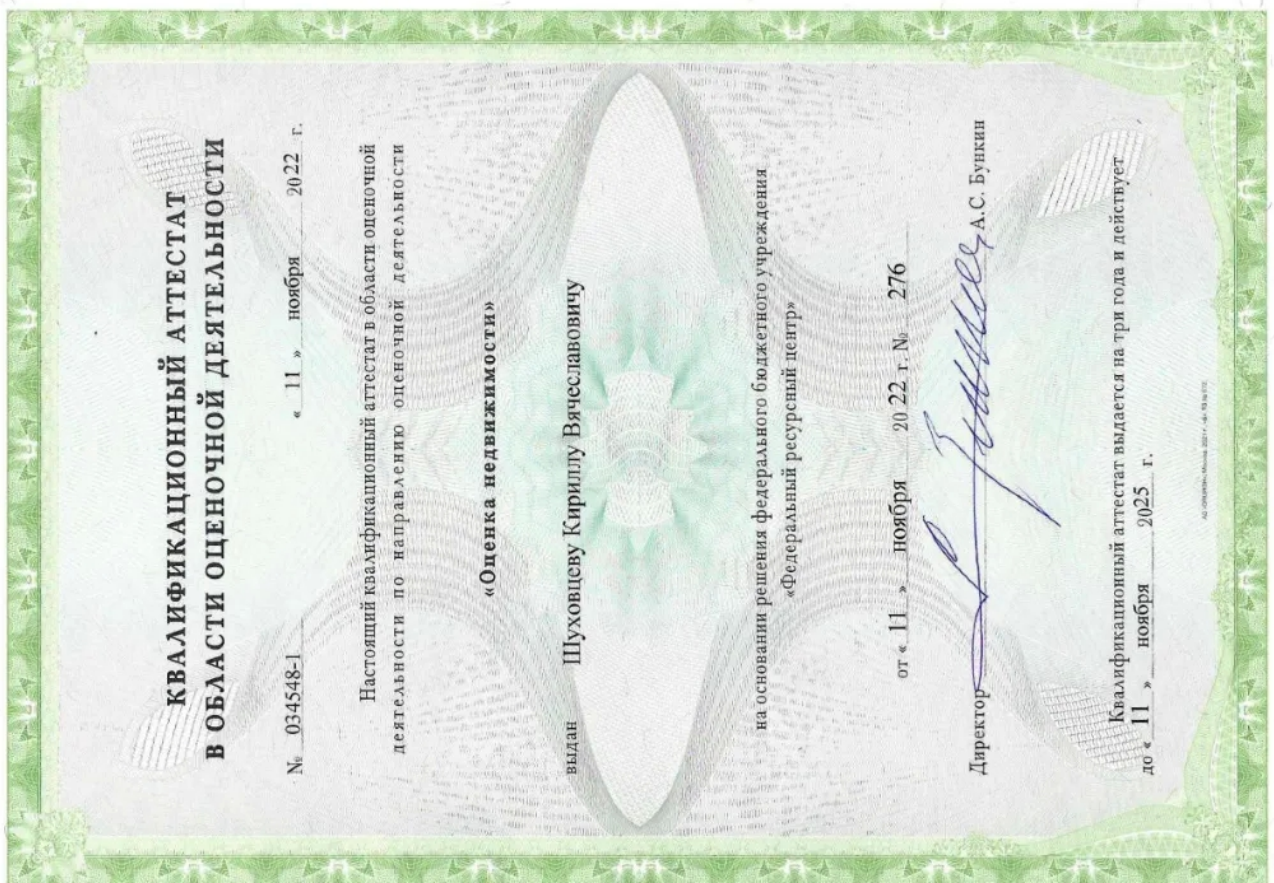 КВАЛИФИКАЦИОННЫЙ АТТЕСТАТ
В ОБЛАСТИ ОЦЕНОЧНОЙ ДЕЯТЕЛЬНОСТИ
№ 034548-1 « 11 » ноября 2022 г.
Настоящий квалификационный аттестат в области оценочной
деятельности по направлению оценочной деятельности
«Оценка недвижимости»
выдан Шуховцеву Кириллу Вячеславовичу
на основании решения федерального бюджетного учреждения
«Федеральный ресурсный центр»
от « 11 » ноября 20 22 г. № 276
Директор А.С. Бункин
Квалификационный аттестат выдается на три года и действует
до « 11 » ноября 2025 г.